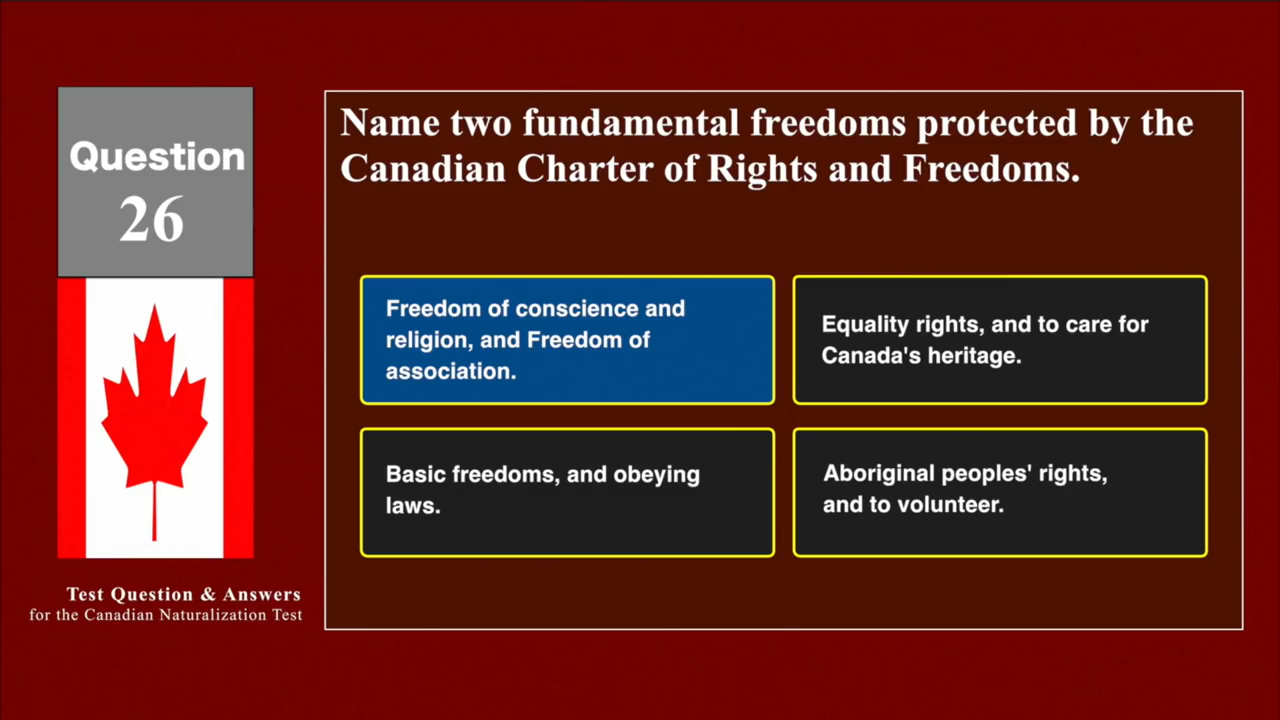 Question
26
Test Question & Answers
for the Canadian Naturalization Test
Name two fundamental freedoms protected by the
Canadian Charter of Rights and Freedoms.
Freedom of conscience and
religion, and Freedom of
association.
Equality rights, and to care for
Canada's heritage.
Basic freedoms, and obeying
laws.
Aboriginal peoples' rights,
and to volunteer.